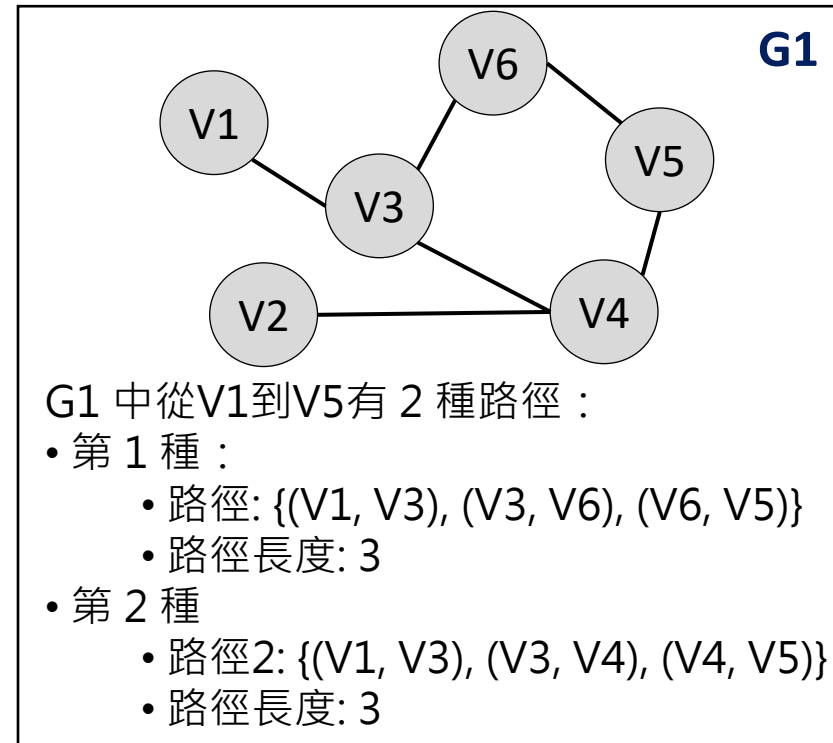 G1
V6
V1
V5
V3
V2
V4
G1 中從V1到V5有 2 種路徑：
• 第 1 種：
• 路徑: {(V1, V3), (V3, V6), (V6, V5)}
• 路徑長度: 3
• 第 2 種
• 路徑2: {(V1, V3), (V3, V4), (V4, V5)}
• 路徑長度: 3